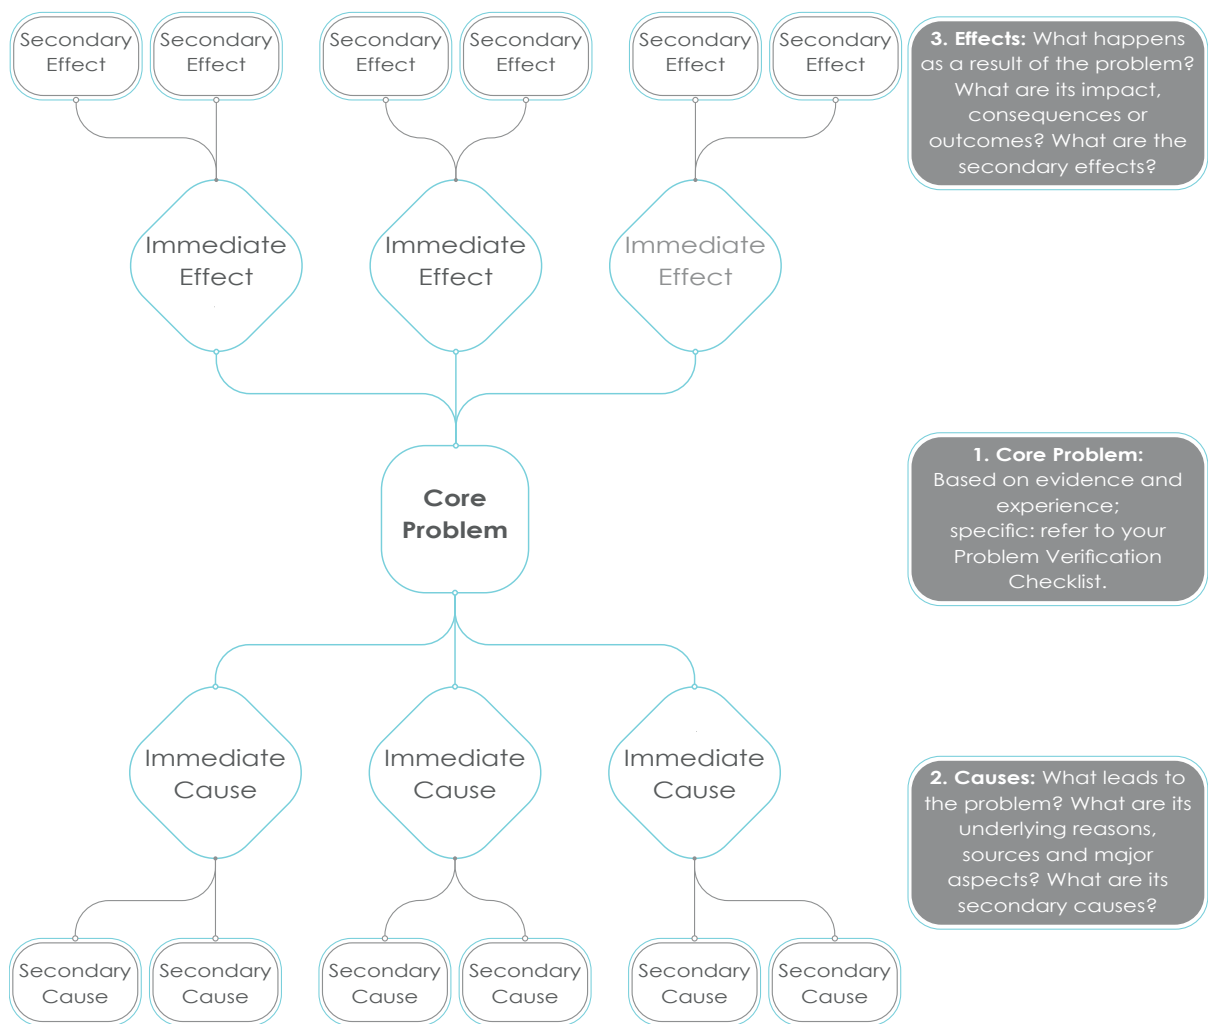 Secondary
Effect
Secondary
Effect
Secondary
Effect
Secondary
Effect
Secondary
Effect
Secondary
Effect
3. Effects: What happens
as a result of the problem?
What are its impact,
consequences or
outcomes? What are the
secondary effects?
Immediate
Effect
Immediate
Effect
Immediate
Effect
Core
Problem
1. Core Problem:
Based on evidence and
experience;
specific: refer to your
Problem Verification
Checklist.
Immediate
Cause
Immediate
Cause
Immediate
Cause
2. Causes: What leads to
the problem? What are its
underlying reasons,
sources and major
aspects? What are its
secondary causes?
Secondary
Cause
Secondary
Cause
Secondary
Cause
Secondary
Cause
Secondary
Cause
Secondary
Cause